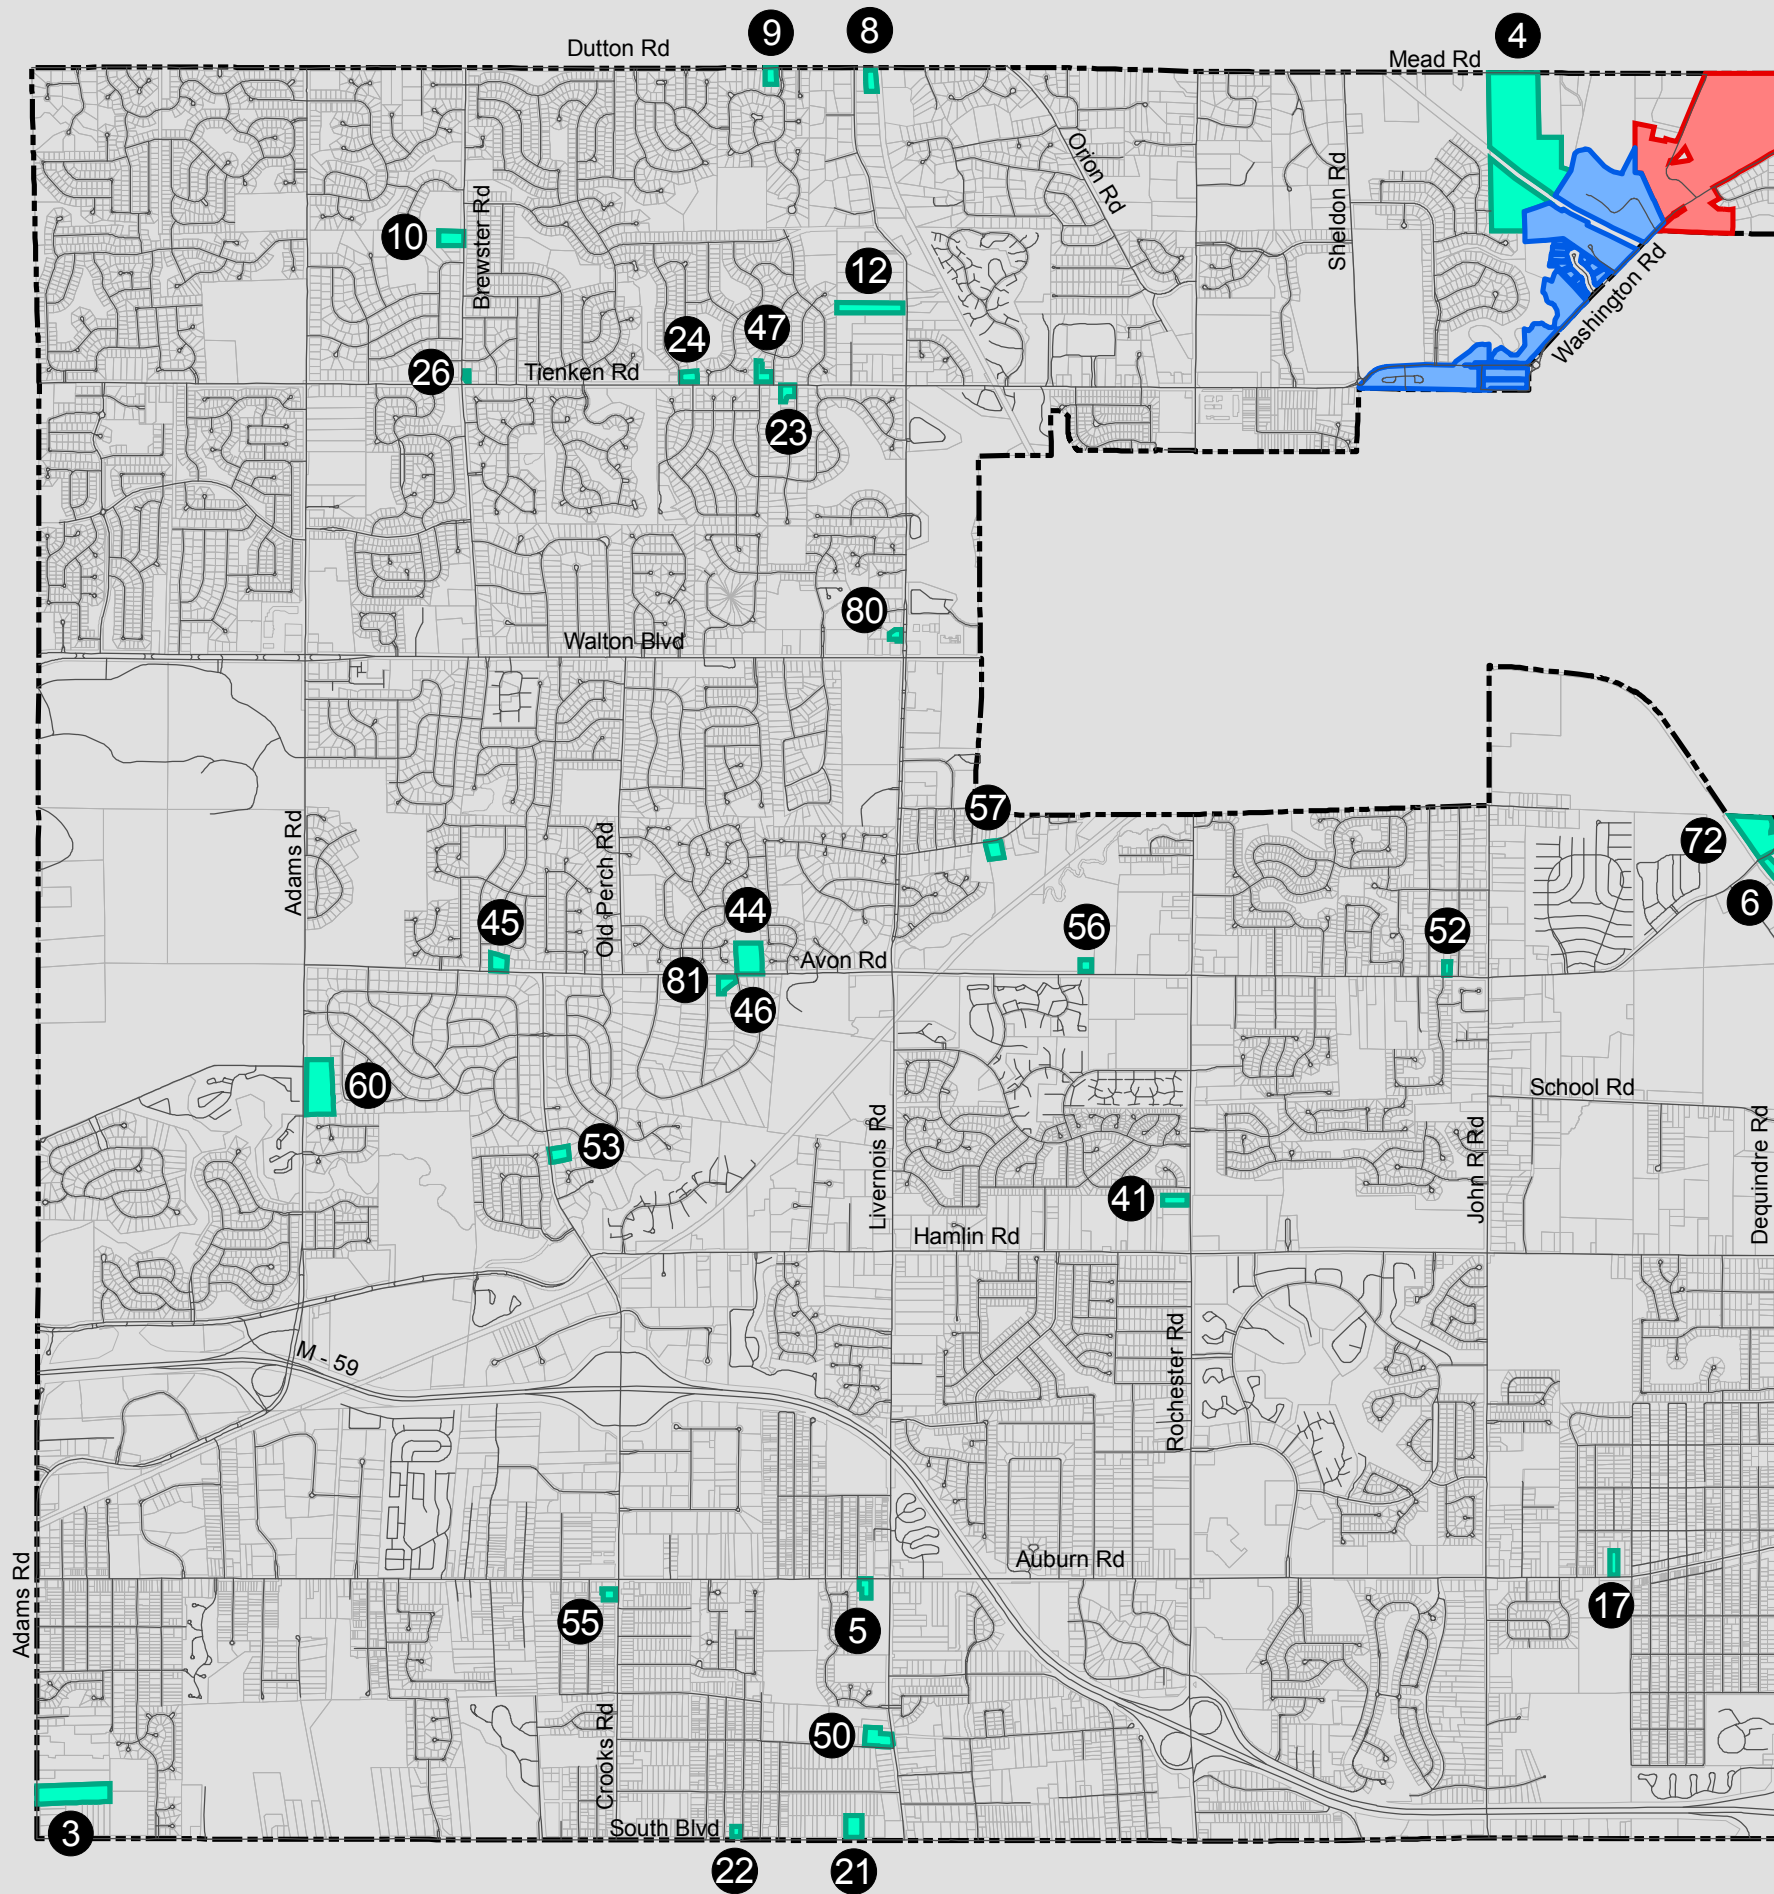 9
8
4
Dutton Rd
Mead Rd
Orion Rd
Sheldon Rd
Brewster Rd
10
12
Washington Rd
47
24
26
Tienken Rd
23
80
Walton Blvd
57
72
Adams Rd
Old Perch Rd
6
45
44
56
52
Avon Rd
81
46
60
School Rd
53
Livernois Rd
John R Rd
Dequindre Rd
41
Hamlin Rd
M - 59
Rochester Rd
Auburn Rd
Adams Rd
55
5
17
Crooks Rd
50
3
South Blvd
22
21